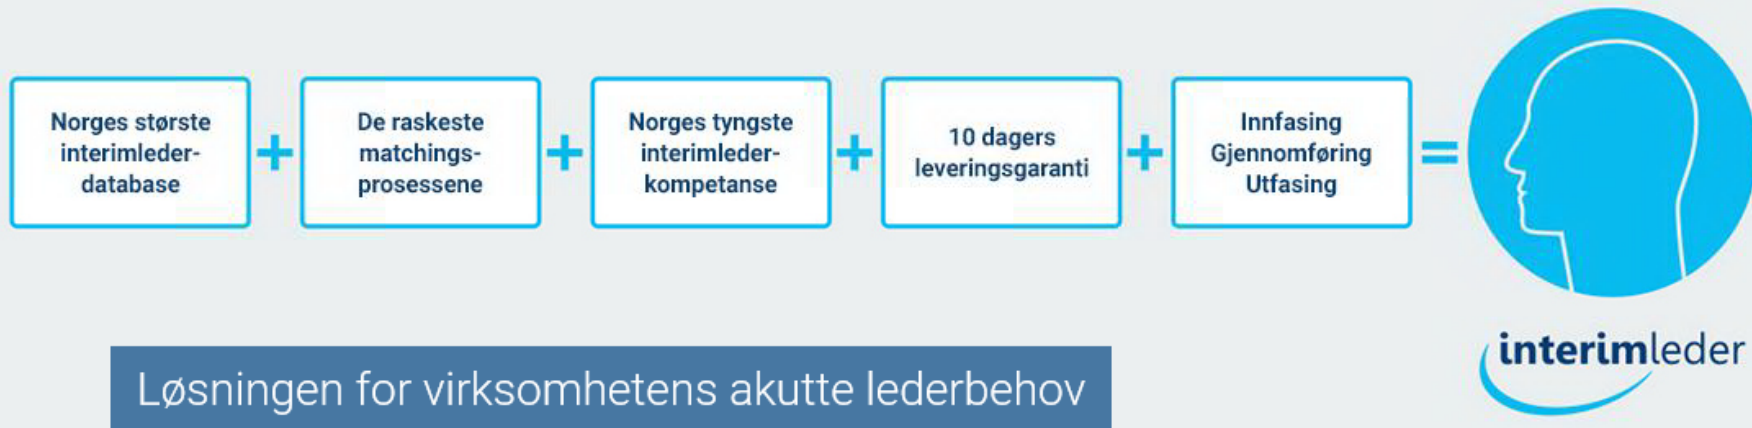 Norges største
interimleder-
database
+
De raskeste
matchings-
prosessene
+
Norges tyngste
interimleder-
kompetanse
+
10 dagers
leveringsgaranti
+
Innfasing
Gjennomføring
Utfasing
=
interimleder
Løsningen for virksomhetens akutte lederbehov